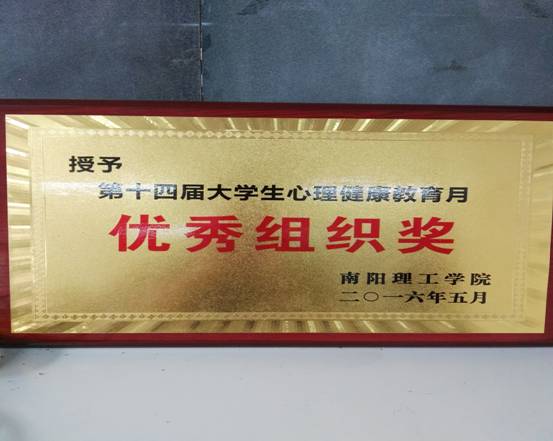 授予
第十四届大学生心理健康教育月
优秀组织奖
南阳理工学院
二〇一六年五月